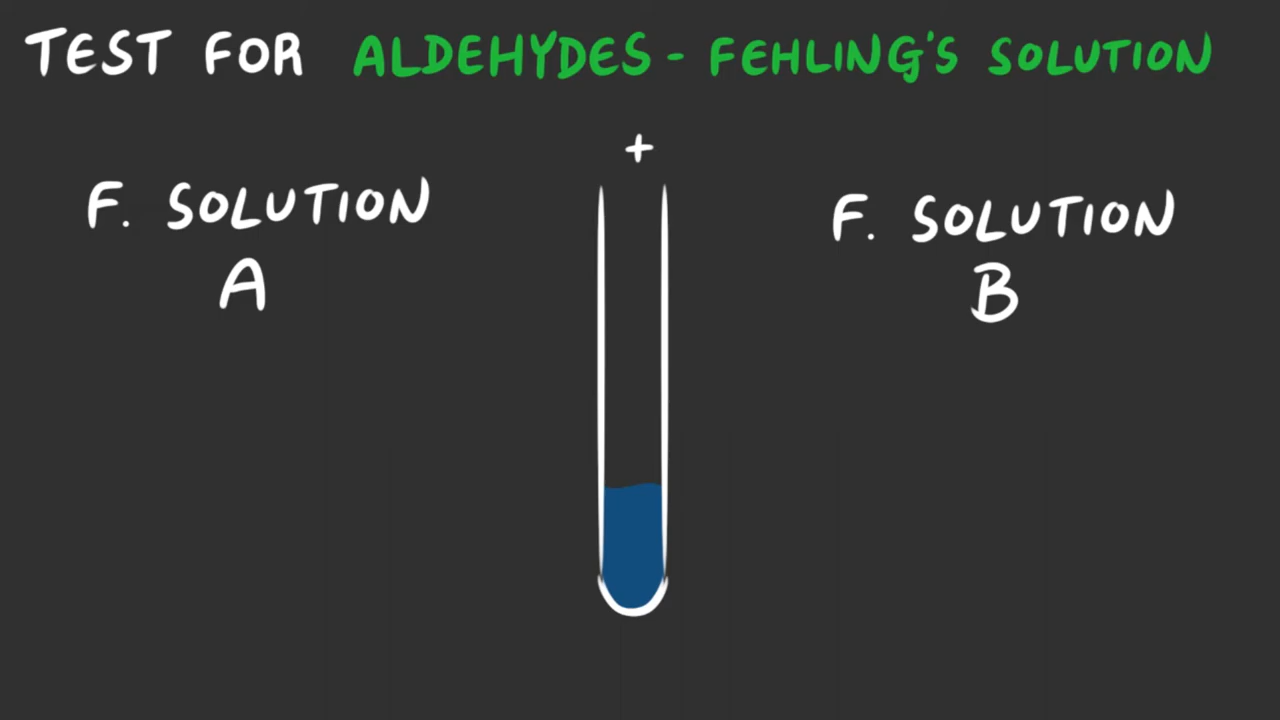 TEST FOR ALDEHYDES - FEHLING'S SOLUTION
+
F. SOLUTION
A
F. SOLUTION
B